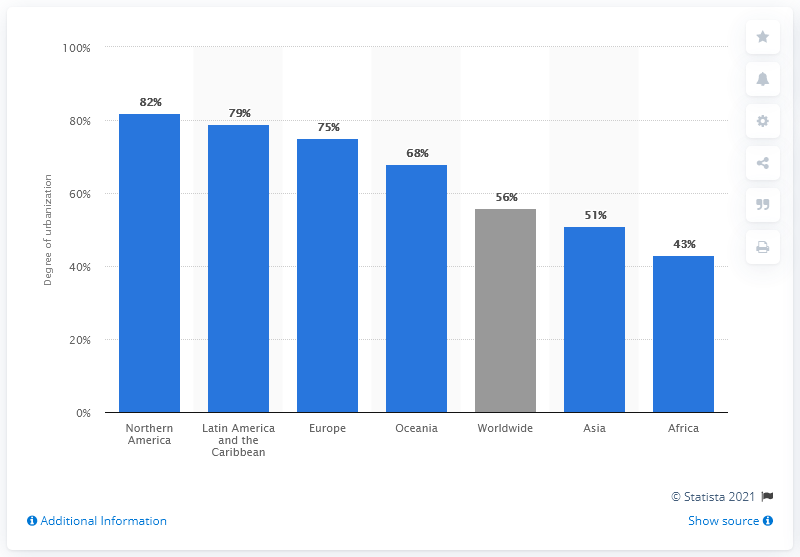 100%
80%
60%
40%
20%
0%
Degree of urbanization
82%
79%
75%
68%
56%
51%
43%
Northern
America
Latin America
and the
Caribbean
Europe
Oceania
Worldwide
Asia
Africa
© Statista 2021
Additional Information
Show source